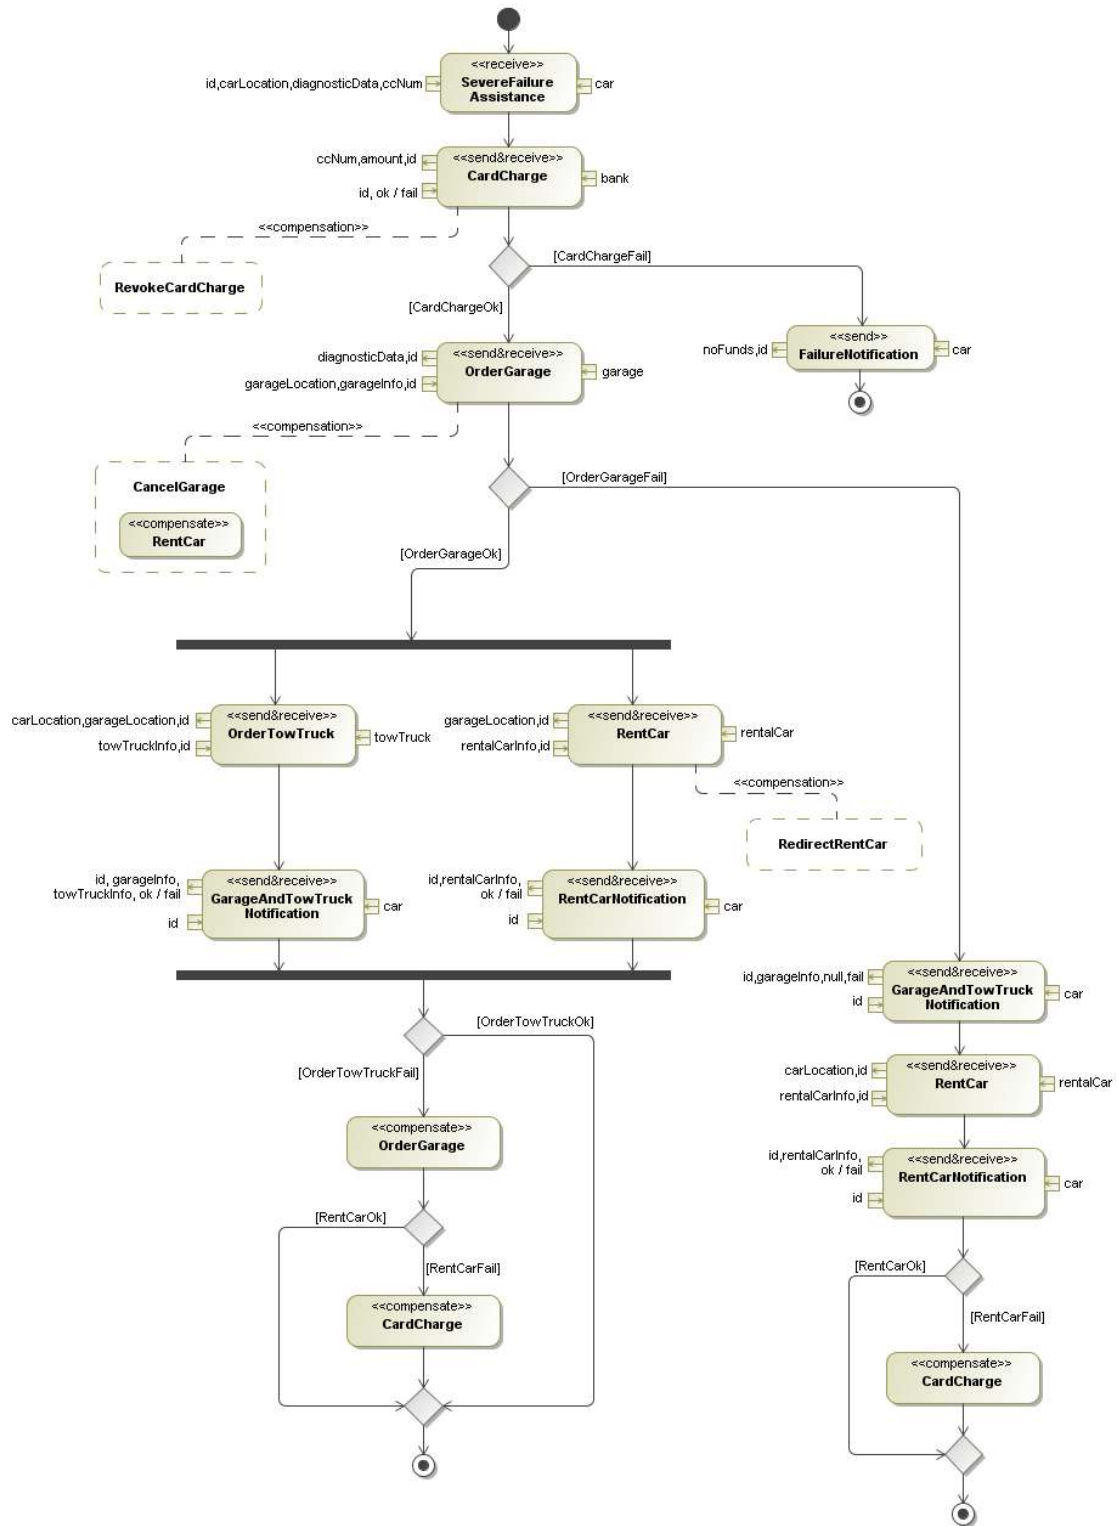 <<receive>>
SevereFailure
Assistance
id,carLocation,diagnosticData,ccNum
car
<<send&receive>>
CardCharge
ccNum,amount,id
id, ok / fail
bank
<<compensation>>
RevokeCardCharge
[CardChargeFail]
[CardChargeOk]
<<send>>
FailureNotification
noFunds,id
car
<<send&receive>>
OrderGarage
diagnosticData,id
garageLocation,garageInfo,id
garage
<<compensation>>
CancelGarage
<<compensate>>
RentCar
[OrderGarageFail]
[OrderGarageOk]
<<send&receive>>
OrderTowTruck
carLocation,garageLocation,id
towTruckInfo,id
towTruck
<<send&receive>>
RentCar
garageLocation,id
rentalCarInfo,id
rentalCar
<<compensation>>
RedirectRentCar
id, garageInfo,
towTruckInfo, ok / fail
id
<<send&receive>>
GarageAndTowTruck
Notification
car
id,rentalCarInfo,
ok / fail
id
<<send&receive>>
RentCarNotification
car
id,garageInfo,null,fail
id
<<send&receive>>
GarageAndTowTruck
Notification
car
[OrderTowTruckOk]
[OrderTowTruckFail]
carLocation,id
rentalCarInfo,id
<<send&receive>>
RentCar
rentalCar
<<compensate>>
OrderGarage
id,rentalCarInfo,
ok / fail
id
<<send&receive>>
RentCarNotification
car
[RentCarOk]
[RentCarFail]
<<compensate>>
CardCharge
[RentCarOk]
[RentCarFail]
<<compensate>>
CardCharge